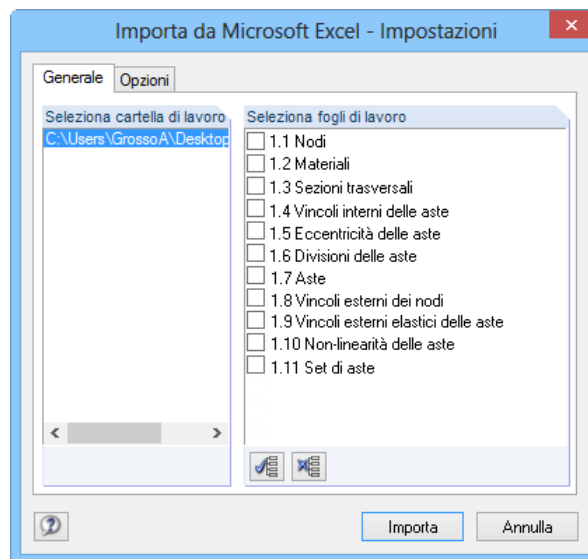 Importa da Microsoft Excel - Impostazioni
Generale
Opzioni
Seleziona cartella di lavoro
C:\Users\GrossoA\Desktop
Seleziona fogli di lavoro
1.1 Nodi
1.2 Materiali
1.3 Sezioni trasversali
1.4 Vincoli interni delle aste
1.5 Eccentricità delle aste
1.6 Divisioni delle aste
1.7 Aste
1.8 Vincoli esterni dei nodi
1.9 Vincoli esterni elastici delle aste
1.10 Non-linearità delle aste
1.11 Set di aste
Importa
Annulla